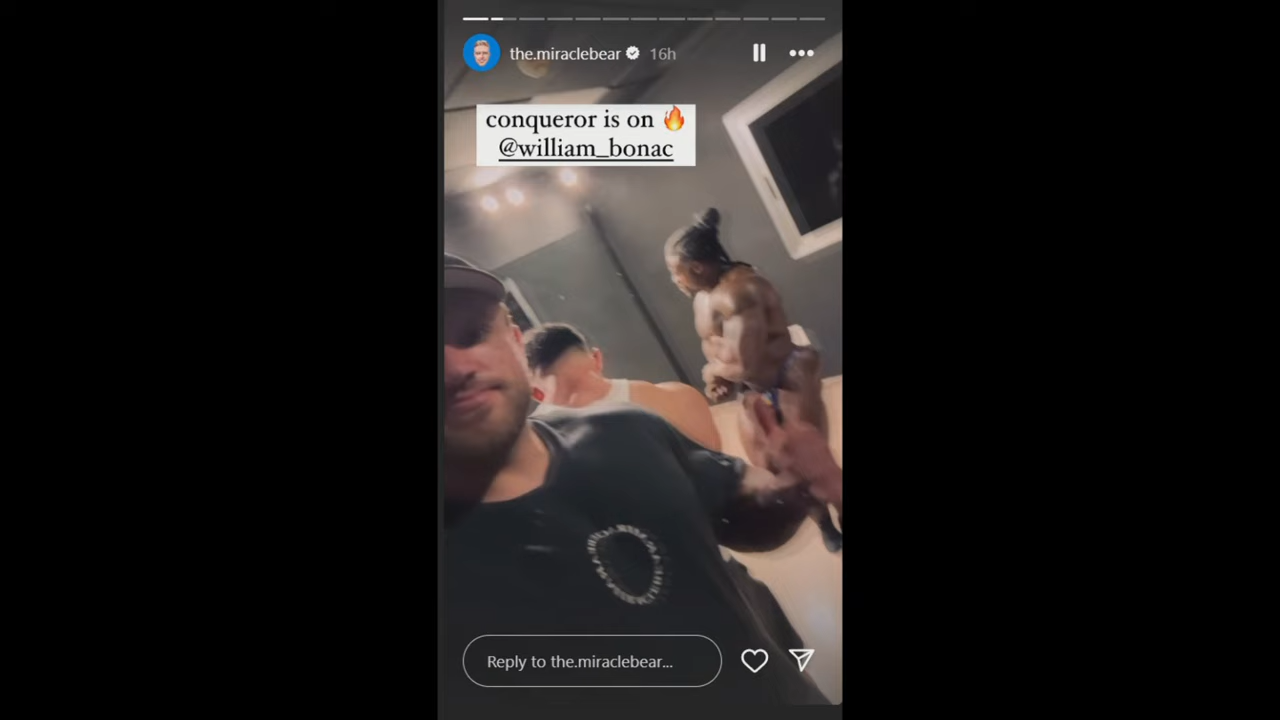 the.miraclebear 16h
conqueror is on 🔥
@william_bonac
Reply to the.miraclebear...